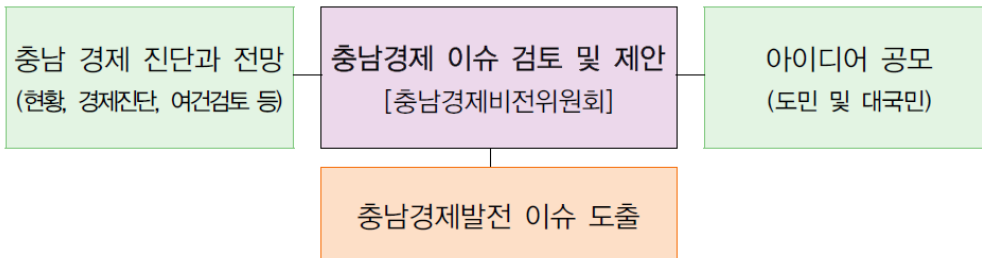 충남 경제 진단과 전망
(현황, 경제진단, 여건검토 등)
충남경제 이슈 검토 및 제안
[충남경제비전위원회]
아이디어 공모
(도민 및 대국민)
충남경제발전 이슈 도출